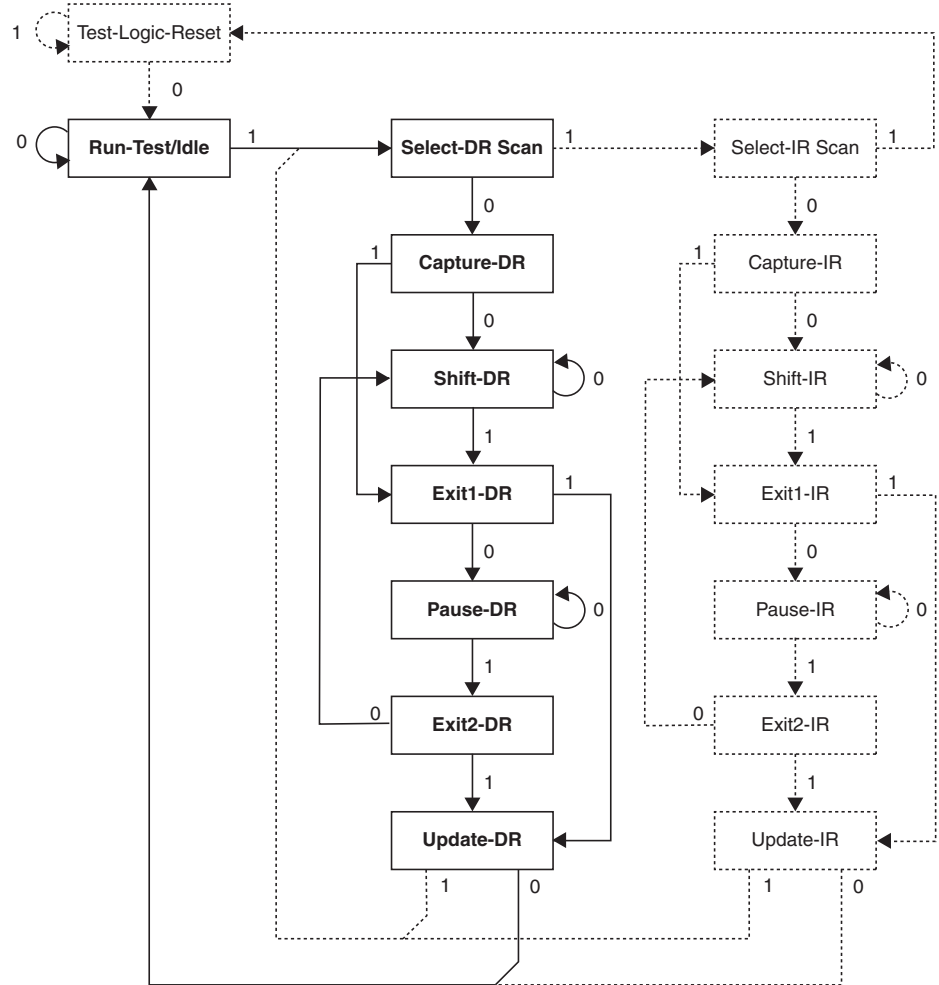 1 Test-Logic-Reset
0
0 Run-Test/Idle 1 Select-DR Scan 1 Select-IR Scan 1
0 0
1 Capture-DR 1 Capture-IR
0 0
Shift-DR 0 Shift-IR 0
1 1
Exit1-DR 1 Exit1-IR 1
0 0
Pause-DR 0 Pause-IR 0
1 1
0 Exit2-DR 0 Exit2-IR
1 1
Update-DR Update-IR
1 0 1 0